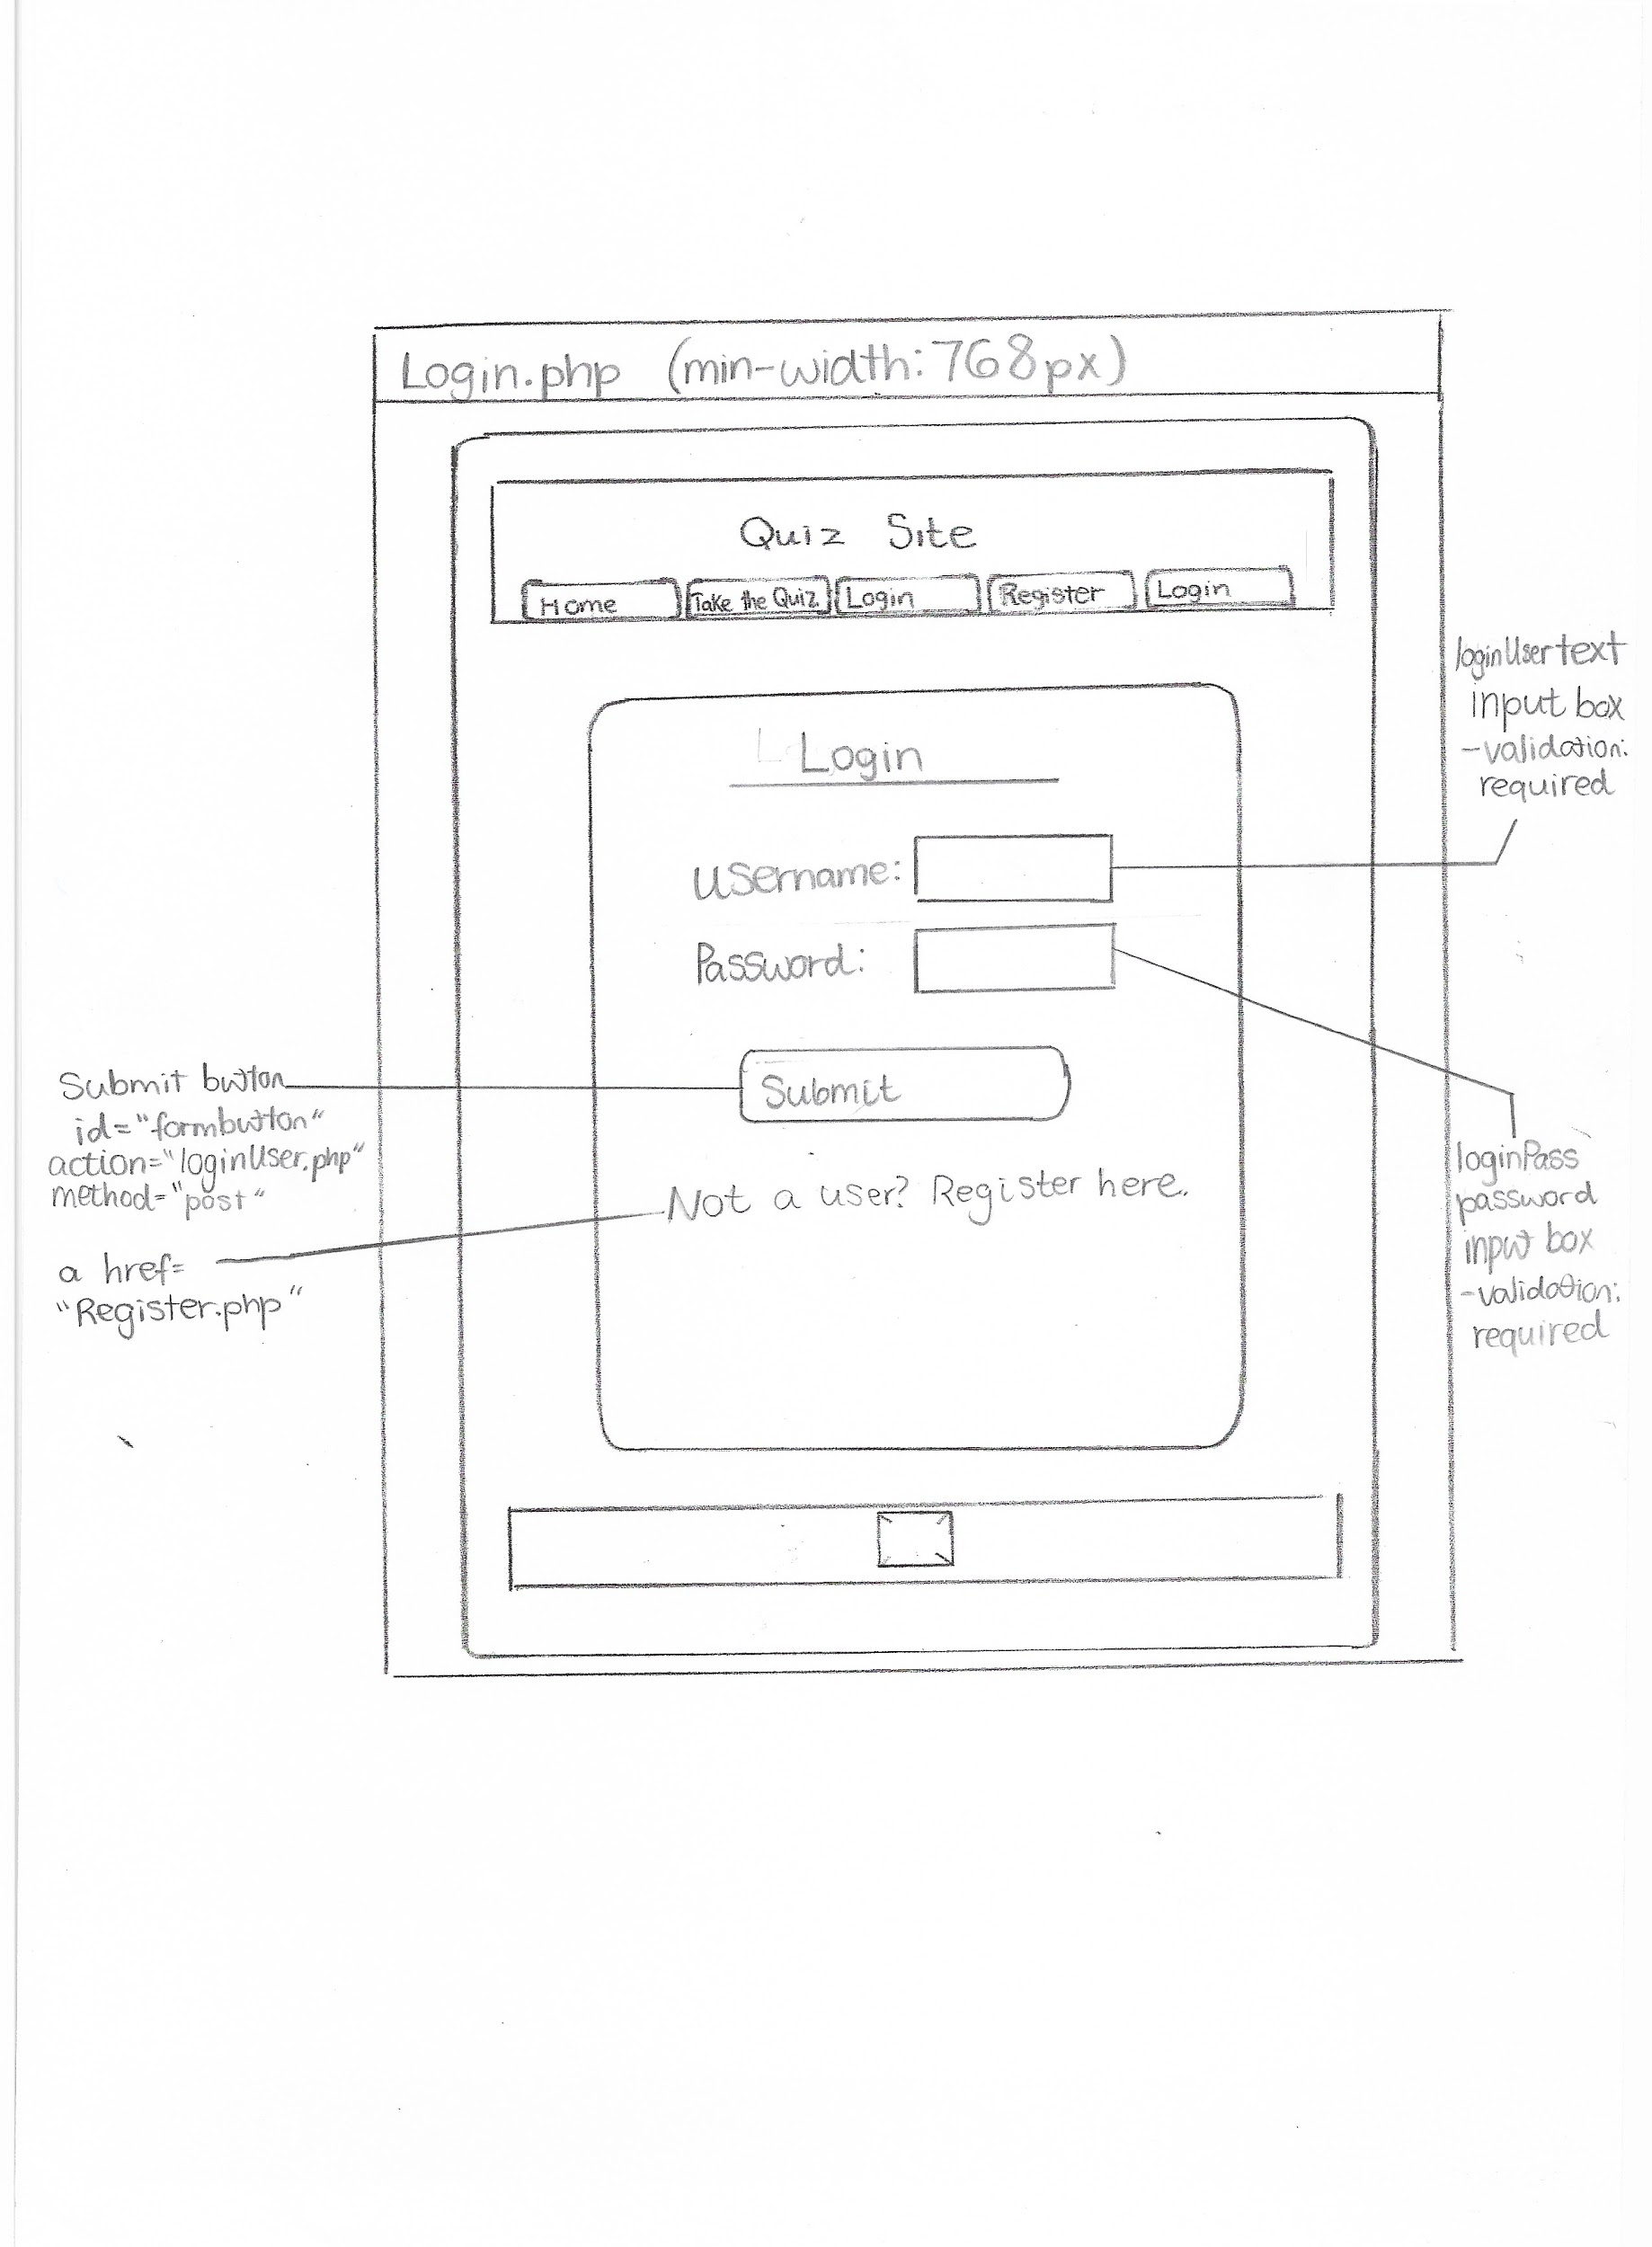 Login.php (min-width: 768px)
Quiz Site
Home
Take the Quiz
Login
Register
Login
Login
Username:
Password:
Submit
Not a user? Register here.
loginUser text
input box
-validation:
required
Submit button
id="formbutton"
action="loginUser.php"
method="post"
a href=
"Register.php"
loginPass
password
input box
-validation:
required